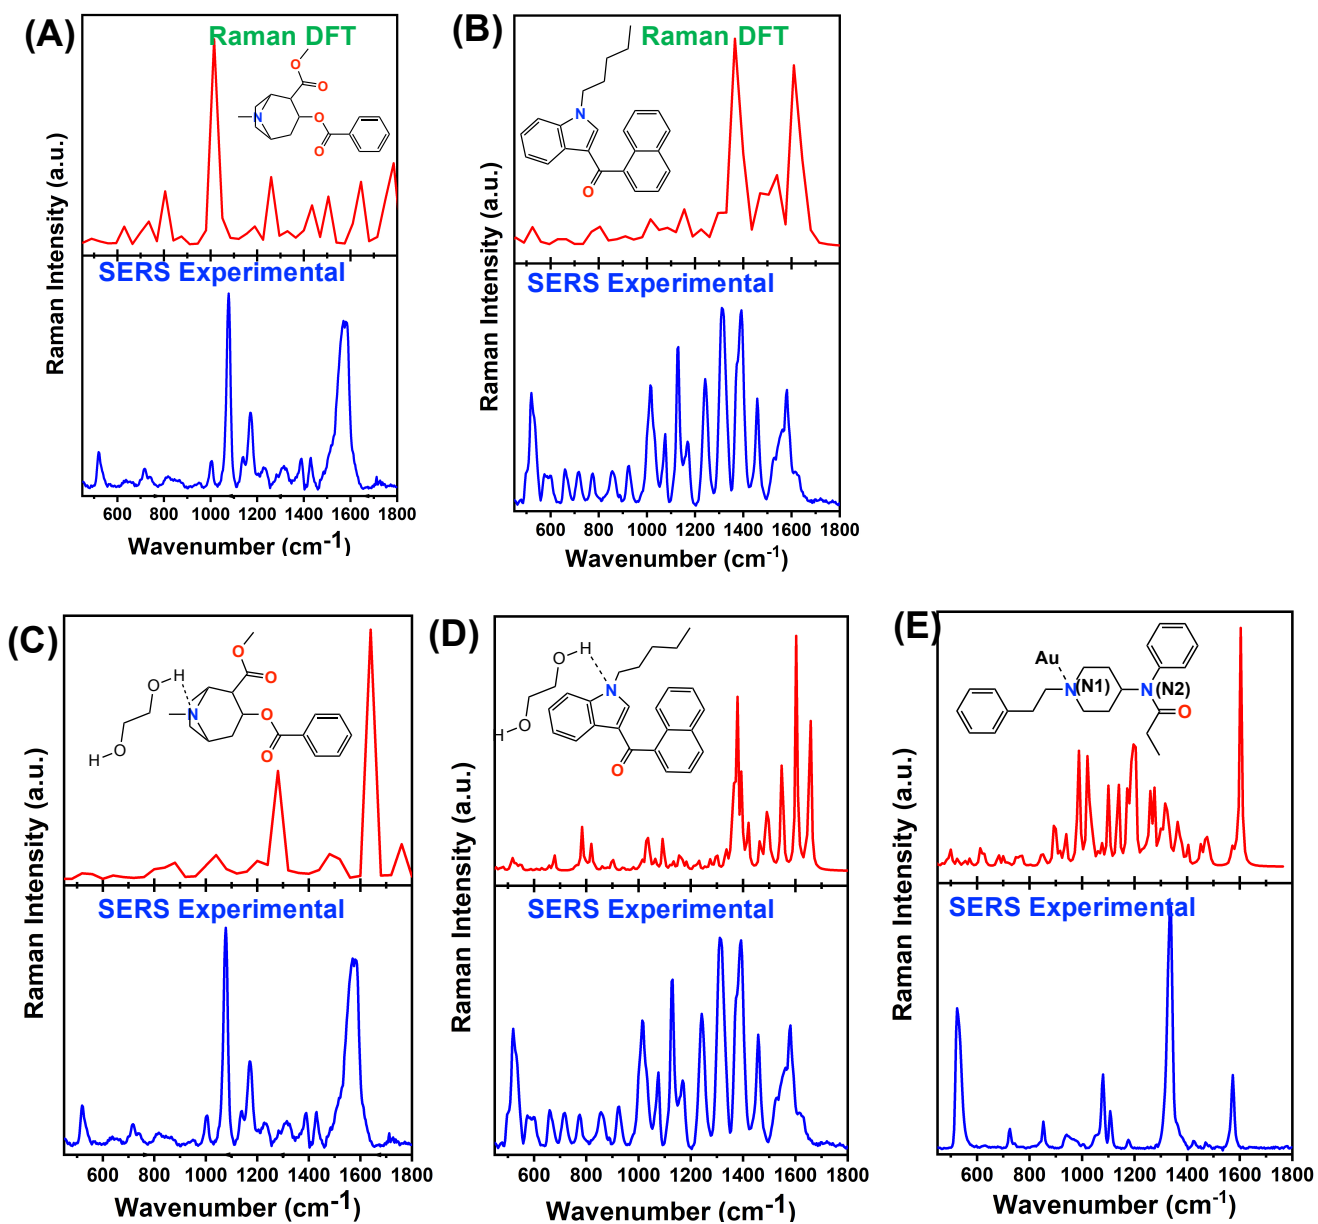 (A)
Raman DFT
O
O
N
O
O
Raman Intensity (a.u.)
SERS Experimental
600 800 1000 1200 1400 1600 1800
Wavenumber (cm-1)
(B)
Raman DFT
N
O
Raman Intensity (a.u.)
SERS Experimental
600 800 1000 1200 1400 1600 1800
Wavenumber (cm-1)
(C)
O
O
H
O
N
O
O
H
O
Raman Intensity (a.u.)
SERS Experimental
600 800 1000 1200 1400 1600 1800
Wavenumber (cm-1)
(D)
H
O
N
O
H
O
Raman Intensity (a.u.)
SERS Experimental
600 800 1000 1200 1400 1600 1800
Wavenumber (cm-1)
(E)
Au
N(N1)
N(N2)
O
Raman Intensity (a.u.)
SERS Experimental
600 800 1000 1200 1400 1600 1800
Wavenumber (cm-1)